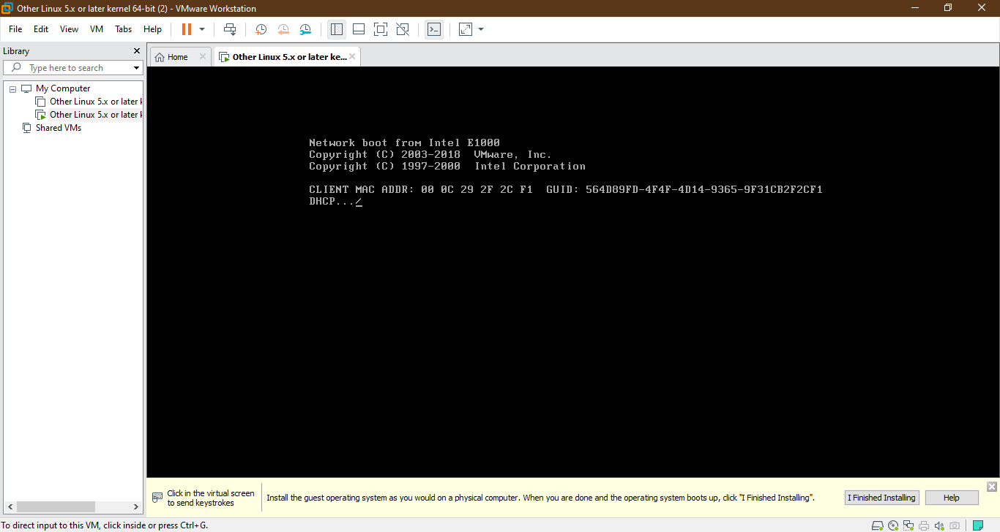 Other Linux 5.x or later kernel 64-bit (2) - VMware Workstation
File Edit View VM Tabs Help
Library
Type here to search
My Computer
Other Linux 5.x or later k
Other Linux 5.x or later k
Shared VMs
Home
Other Linux 5.x or later ke...
Network boot from Intel E1000
Copyright (C) 2003-2018 VMware, Inc.
Copyright (C) 1997-2000 Intel Corporation
CLIENT MAC ADDR: 00 0C 29 2F 2C F1 GUID: 564D89FD-4F4F-4D14-9365-9F31CB2F2CF1
DHCP.../
Click in the virtual screen
to send keystrokes
Install the guest operating system as you would on a physical computer. When you are done and the operating system boots up, click "I Finished Installing".
I Finished Installing
Help
To direct input to this VM, click inside or press Ctrl+G.